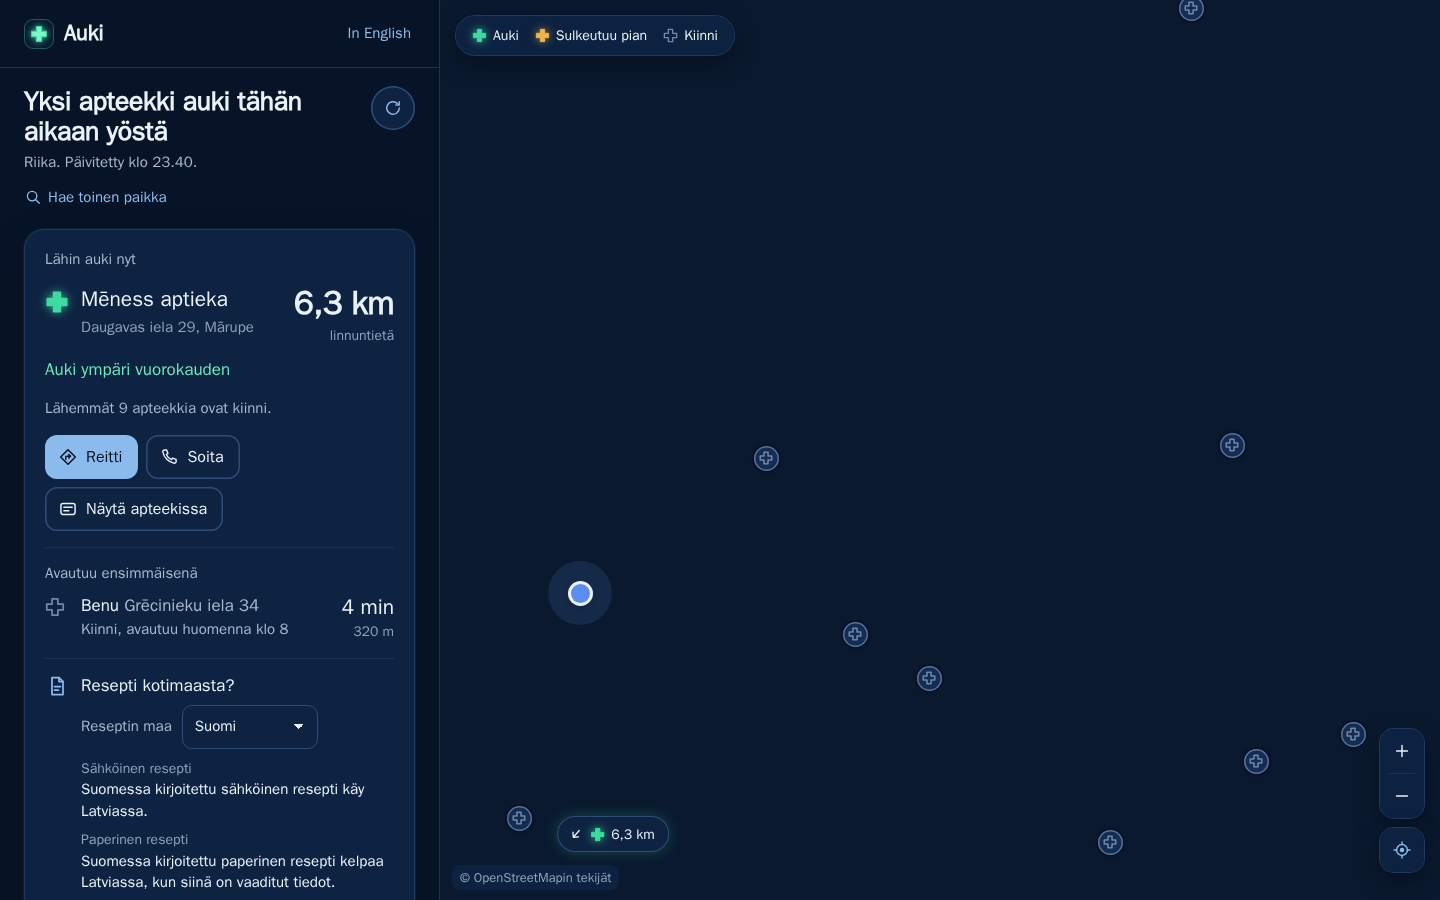 Auki
In English
Yksi apteekki auki tähän
aikaan yöstä
Riika. Päivitetty klo 23.40.
Hae toinen paikka
Lähin auki nyt
Mēness aptieka
6,3 km
Daugavas iela 29, Mārupe
linnuntietä
Auki ympäri vuorokauden
Lähemmät 9 apteekkia ovat kiinni.
Reitti
Soita
Näytä apteekissa
Avautuu ensimmäisenä
Benu Grēcinieku iela 34
4 min
Kiinni, avautuu huomenna klo 8
320 m
Resepti kotimaasta?
Reseptin maa
Suomi
Sähköinen resepti
Suomessa kirjoitettu sähköinen resepti käy
Latviassa.
Paperinen resepti
Suomessa kirjoitettu paperinen resepti kelpaa
Latviassa, kun siinä on vaaditut tiedot.
Auki
Sulkeutuu pian
Kiinni
6,3 km
© OpenStreetMapin tekijät